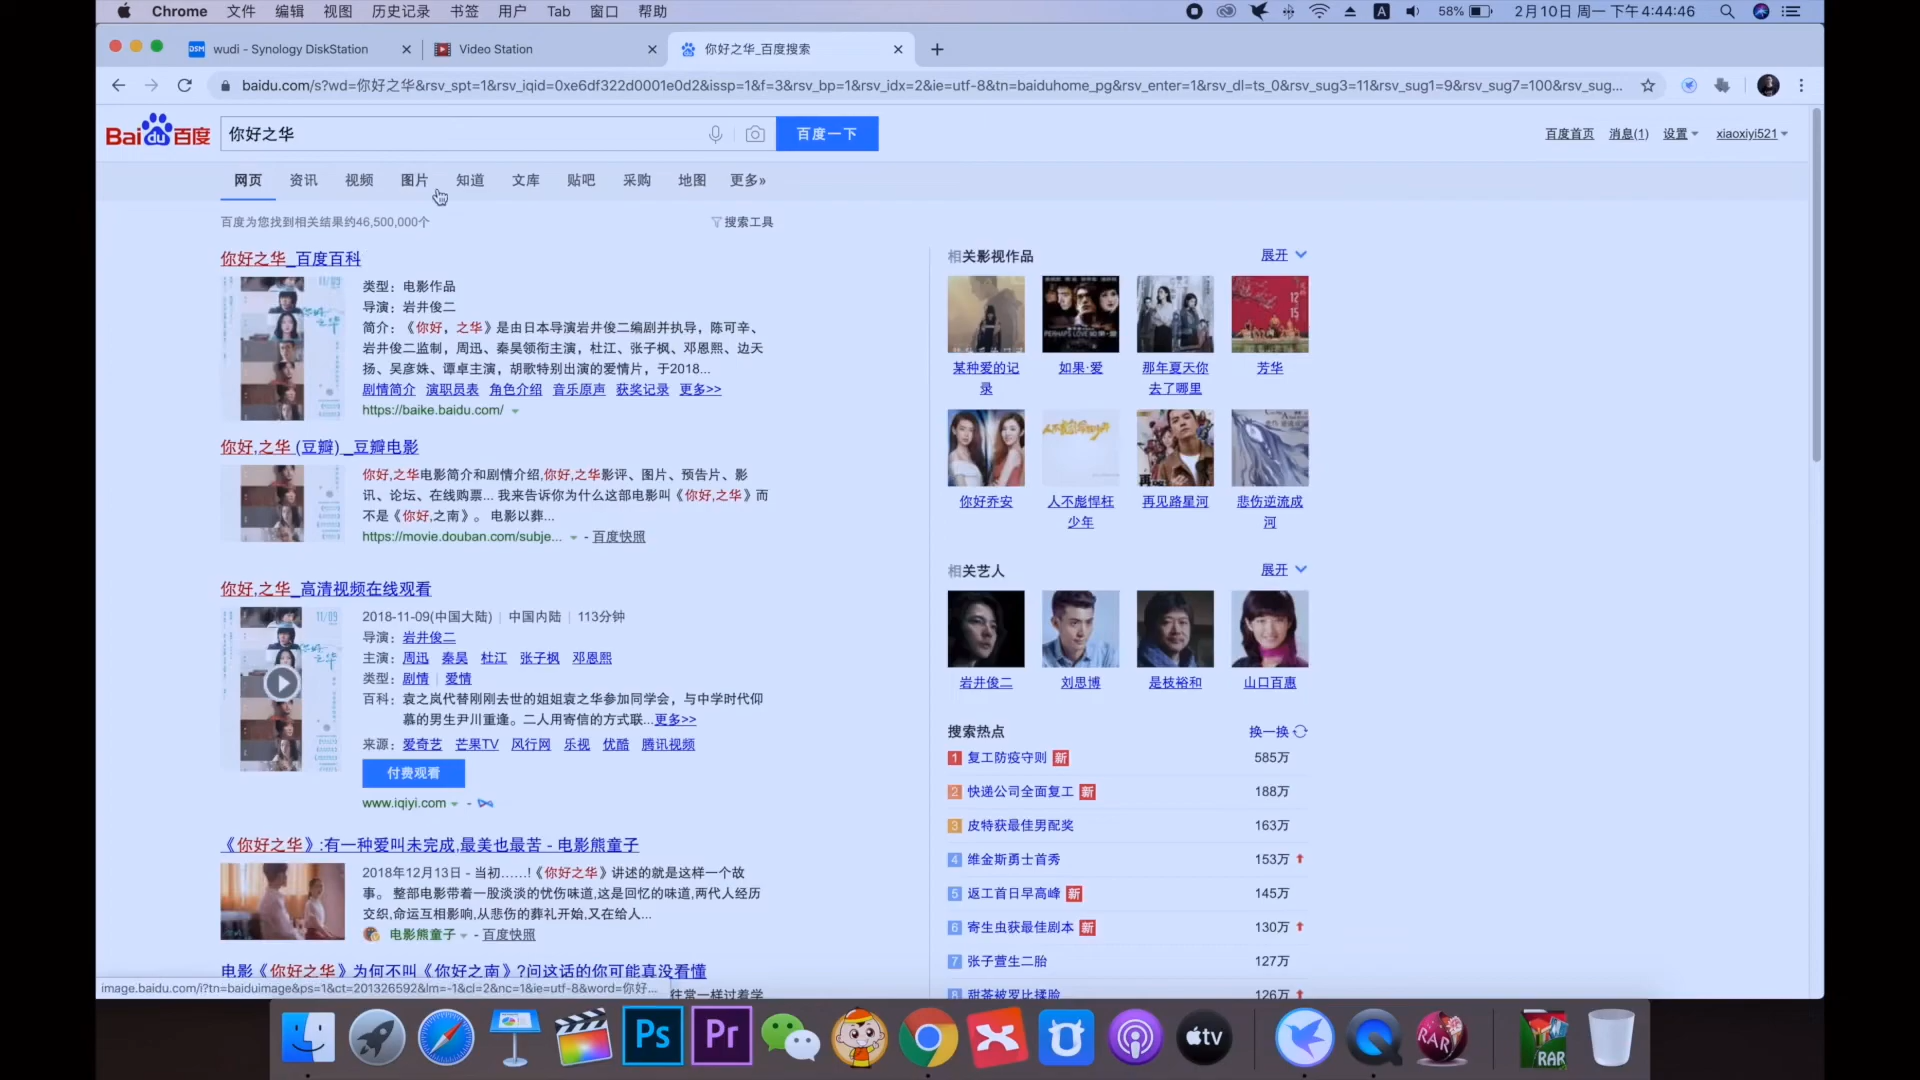 Chrome 文件 编辑 视图 历史记录 书签 用户 Tab 窗口 帮助
58%
2月10日 周一 下午4:44:46
wudi - Synology DiskStation
Video Station
你好之华_百度搜索
baidu.com/s?wd=你好之华&rsv_spt=1&rsv_iqid=0xe6df322d0001e0d2&issp=1&f=3&rsv_bp=1&rsv_idx=2&ie=utf-8&tn=baiduhome_pg&rsv_enter=1&rsv_dl=ts_0&rsv_sug3=11&rsv_sug1=9&rsv_sug7=100&rsv_sug...
Bai du 百度
你好之华
百度一下
百度首页 消息(1) 设置 xiaoxiyi521
网页 资讯 视频 图片 知道 文库 贴吧 采购 地图 更多»
百度为您找到相关结果约46,500,000个
搜索工具
你好之华_百度百科
类型：电影作品
导演：岩井俊二
简介：《你好，之华》是由日本导演岩井俊二编剧并执导，陈可辛、
岩井俊二监制，周迅、秦昊领衔主演，杜江、张子枫、邓恩熙、边天
扬、吴彦姝、谭卓主演，胡歌特别出演的爱情片，于2018...
剧情简介 演职员表 角色介绍 音乐原声 获奖记录 更多>>
https://baike.baidu.com/
你好,之华 (豆瓣)_豆瓣电影
你好,之华电影简介和剧情介绍,你好,之华影评、图片、预告片、影
讯、论坛、在线购票... 我来告诉你为什么这部电影叫《你好,之华》而
不是《你好,之南》。 电影以葬...
https://movie.douban.com/subje... - 百度快照
你好,之华_高清视频在线观看
11/09
2018-11-09(中国大陆) | 中国内陆 | 113分钟
导演：岩井俊二
主演：周迅 秦昊 杜江 张子枫 邓恩熙
类型：剧情 | 爱情
百科：袁之岚代替刚刚去世的姐姐袁之华参加同学会，与中学时代仰
慕的男生尹川重逢。二人用寄信的方式联...更多>>
来源：爱奇艺 芒果TV 风行网 乐视 优酷 腾讯视频
付费观看
www.iqiyi.com -
《你好之华》:有一种爱叫未完成,最美也最苦 - 电影熊童子
2018年12月13日 - 当初……!《你好之华》讲述的就是这样一个故
事。 整部电影带着一股淡淡的忧伤味道,这是回忆的味道,两代人经历
交织,命运互相影响,从悲伤的葬礼开始,又在给人...
电影熊童子 - 百度快照
电影《你好之华》为何不叫《你好之南》?问这话的你可能真没看懂
image.baidu.com/i?tn=baiduimage&ps=1&ct=201326592&lm=-1&cl=2&nc=1&ie=utf-8&word=你好...
往常一样过着学
相关影视作品 展开
某种爱的记录
如果·爱
那年夏天你去了哪里
芳华
你好乔安
人不彪悍枉少年
再见路星河
悲伤逆流成河
相关艺人 展开
岩井俊二 刘思博 是枝裕和 山口百惠
搜索热点 换一换
1 复工防疫守则 新 585万
2 快递公司全面复工 新 188万
3 皮特获最佳男配奖 163万
4 维金斯勇士首秀 153万
5 返工首日早高峰 新 145万
6 寄生虫获最佳剧本 新 130万
7 张子萱生二胎 127万
8 甜茶被罗比揉脸 126万
Ps Pr tv RAR RAR